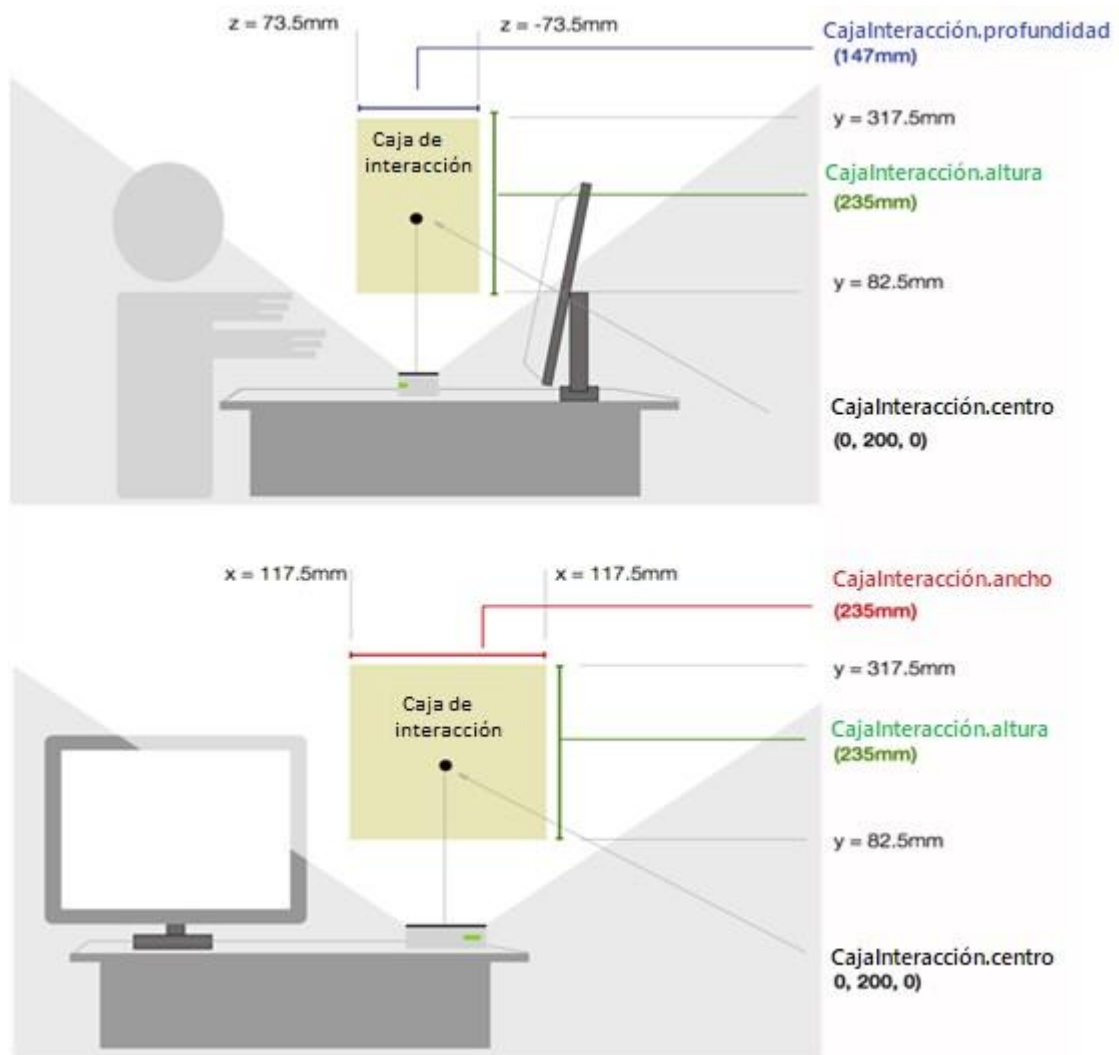 z = 73.5mm
z = -73.5mm
CajaInteracción.profundidad
(147mm)
Caja de
interacción
y = 317.5mm
CajaInteracción.altura
(235mm)
y = 82.5mm
CajaInteracción.centro
(0, 200, 0)
x = 117.5mm
x = 117.5mm
CajaInteracción.ancho
(235mm)
Caja de
interacción
y = 317.5mm
CajaInteracción.altura
(235mm)
y = 82.5mm
CajaInteracción.centro
0, 200, 0)